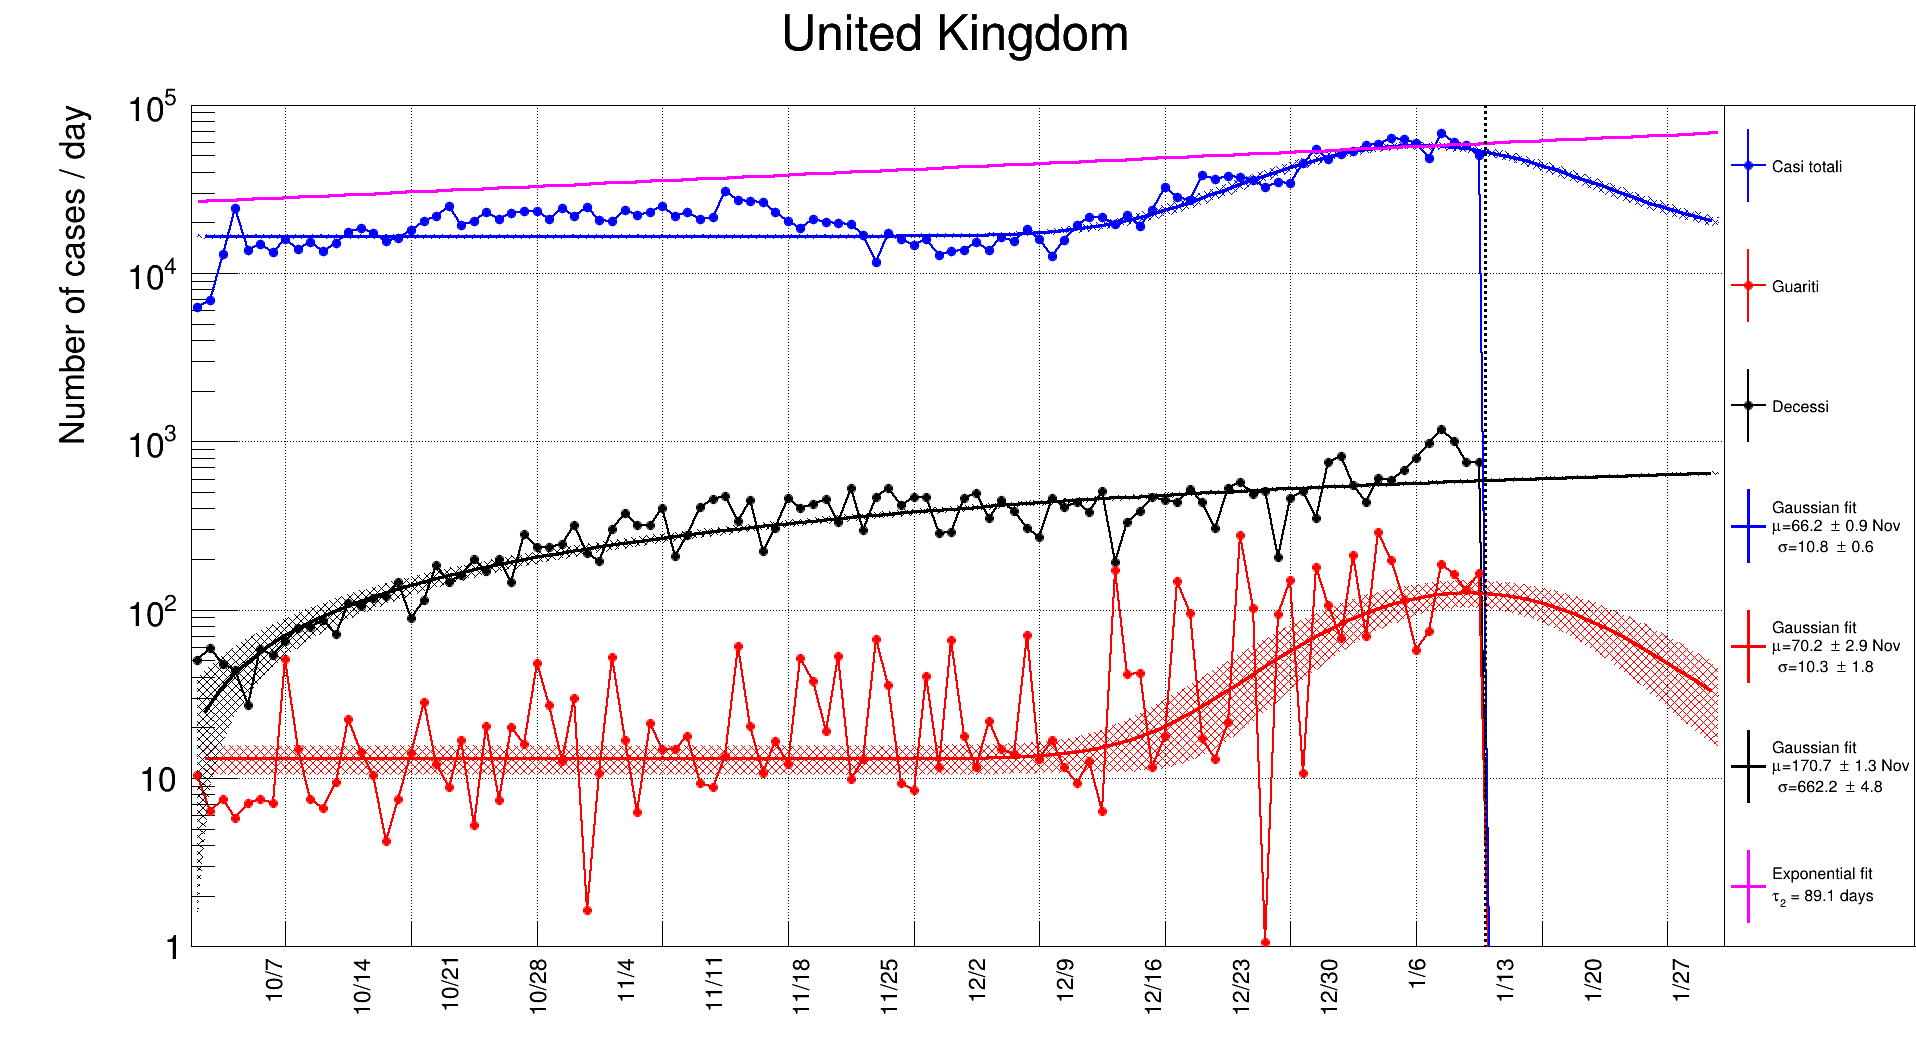 United Kingdom
Number of cases / day
10^5
10^4
10^3
10^2
10
1
10/7
10/14
10/21
10/28
11/4
11/11
11/18
11/25
12/2
12/9
12/16
12/23
12/30
1/6
1/13
1/20
1/27
Casi totali
Guariti
Decessi
Gaussian fit
μ=66.2 ± 0.9 Nov
σ=10.8 ± 0.6
Gaussian fit
μ=70.2 ± 2.9 Nov
σ=10.3 ± 1.8
Gaussian fit
μ=170.7 ± 1.3 Nov
σ=662.2 ± 4.8
Exponential fit
τ₂ = 89.1 days